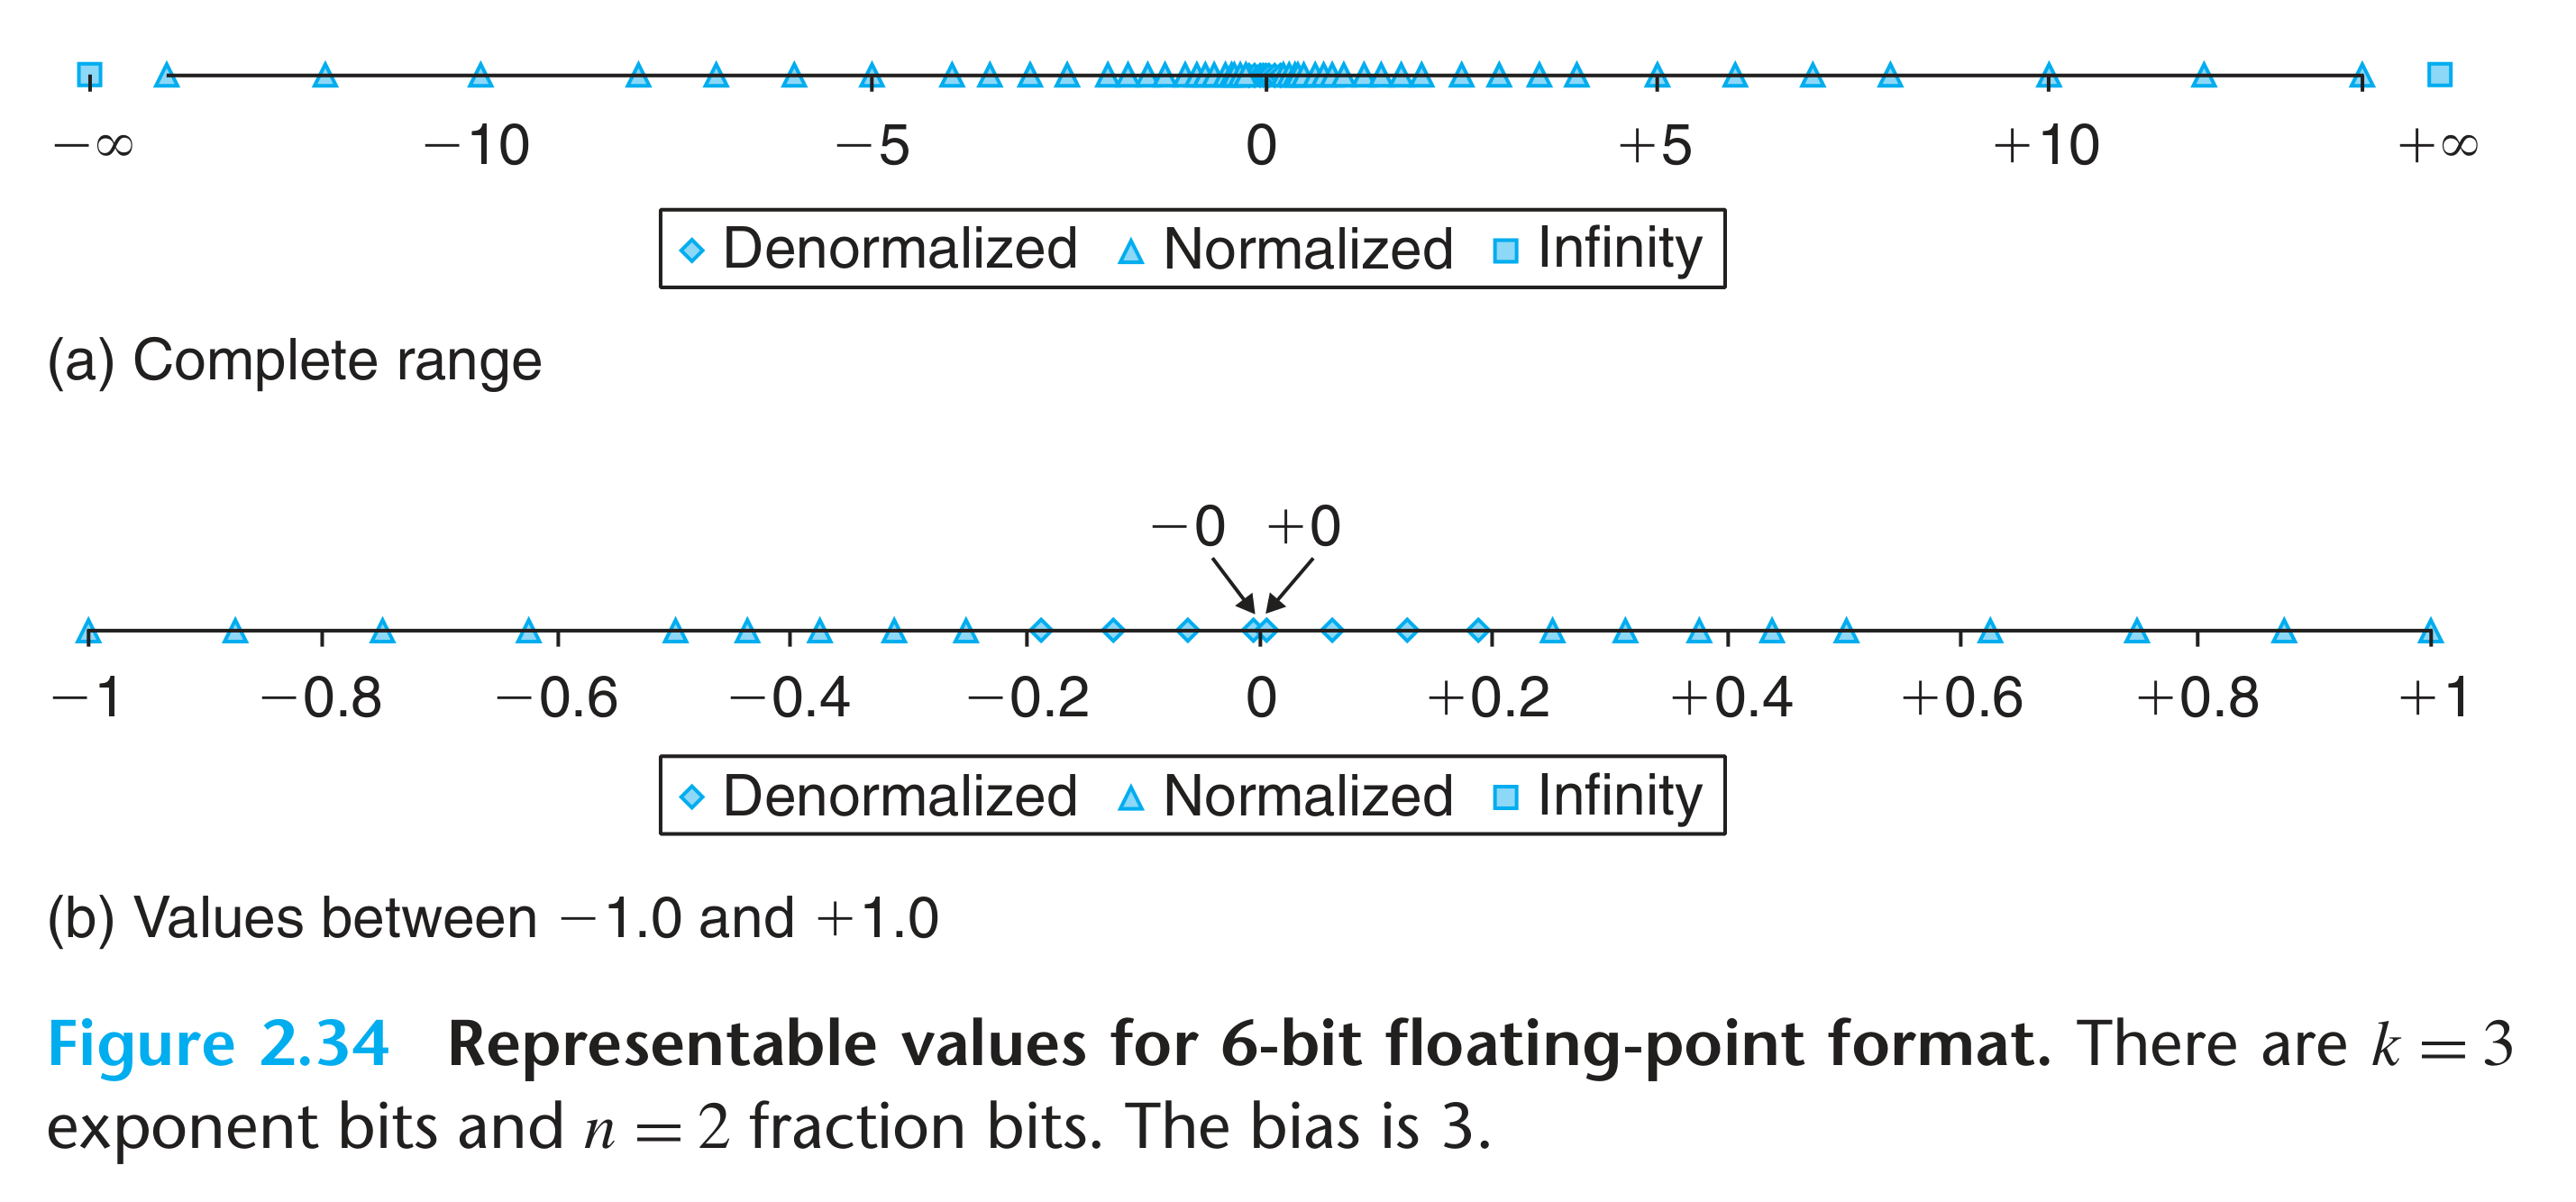 −∞ −10 −5 0 +5 +10 +∞
Denormalized Normalized Infinity
(a) Complete range
−0 +0
−1 −0.8 −0.6 −0.4 −0.2 0 +0.2 +0.4 +0.6 +0.8 +1
Denormalized Normalized Infinity
(b) Values between −1.0 and +1.0
Figure 2.34 Representable values for 6-bit floating-point format. There are k = 3
exponent bits and n = 2 fraction bits. The bias is 3.